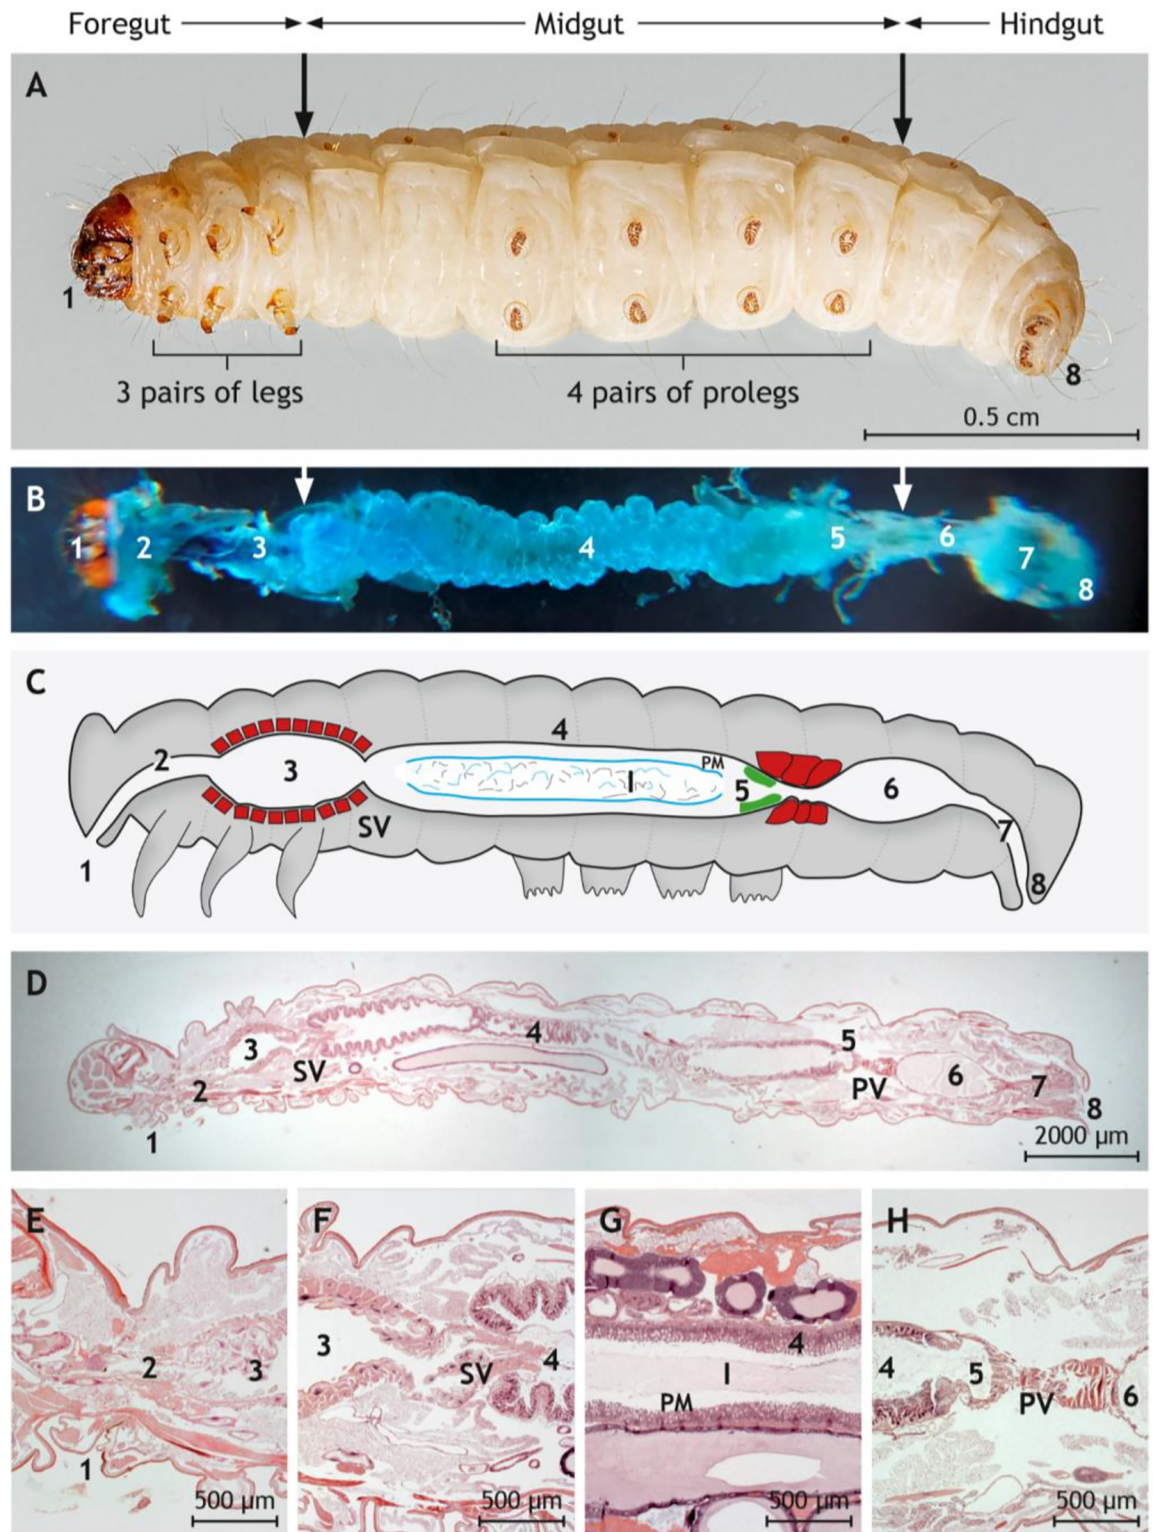 Foregut Midgut Hindgut
A
1
8
3 pairs of legs 4 pairs of prolegs
0.5 cm
B
1 2 3 4 5 6 7 8
C
4
2 3 I PM 5 6
SV 7
1 8
D
4 5
3 SV 6
2 PV 7
8
1 2000 µm
E
2 3
1
500 µm
F
3 SV 4
500 µm
G
4
I
PM
500 µm
H
4 5
PV 6
500 µm